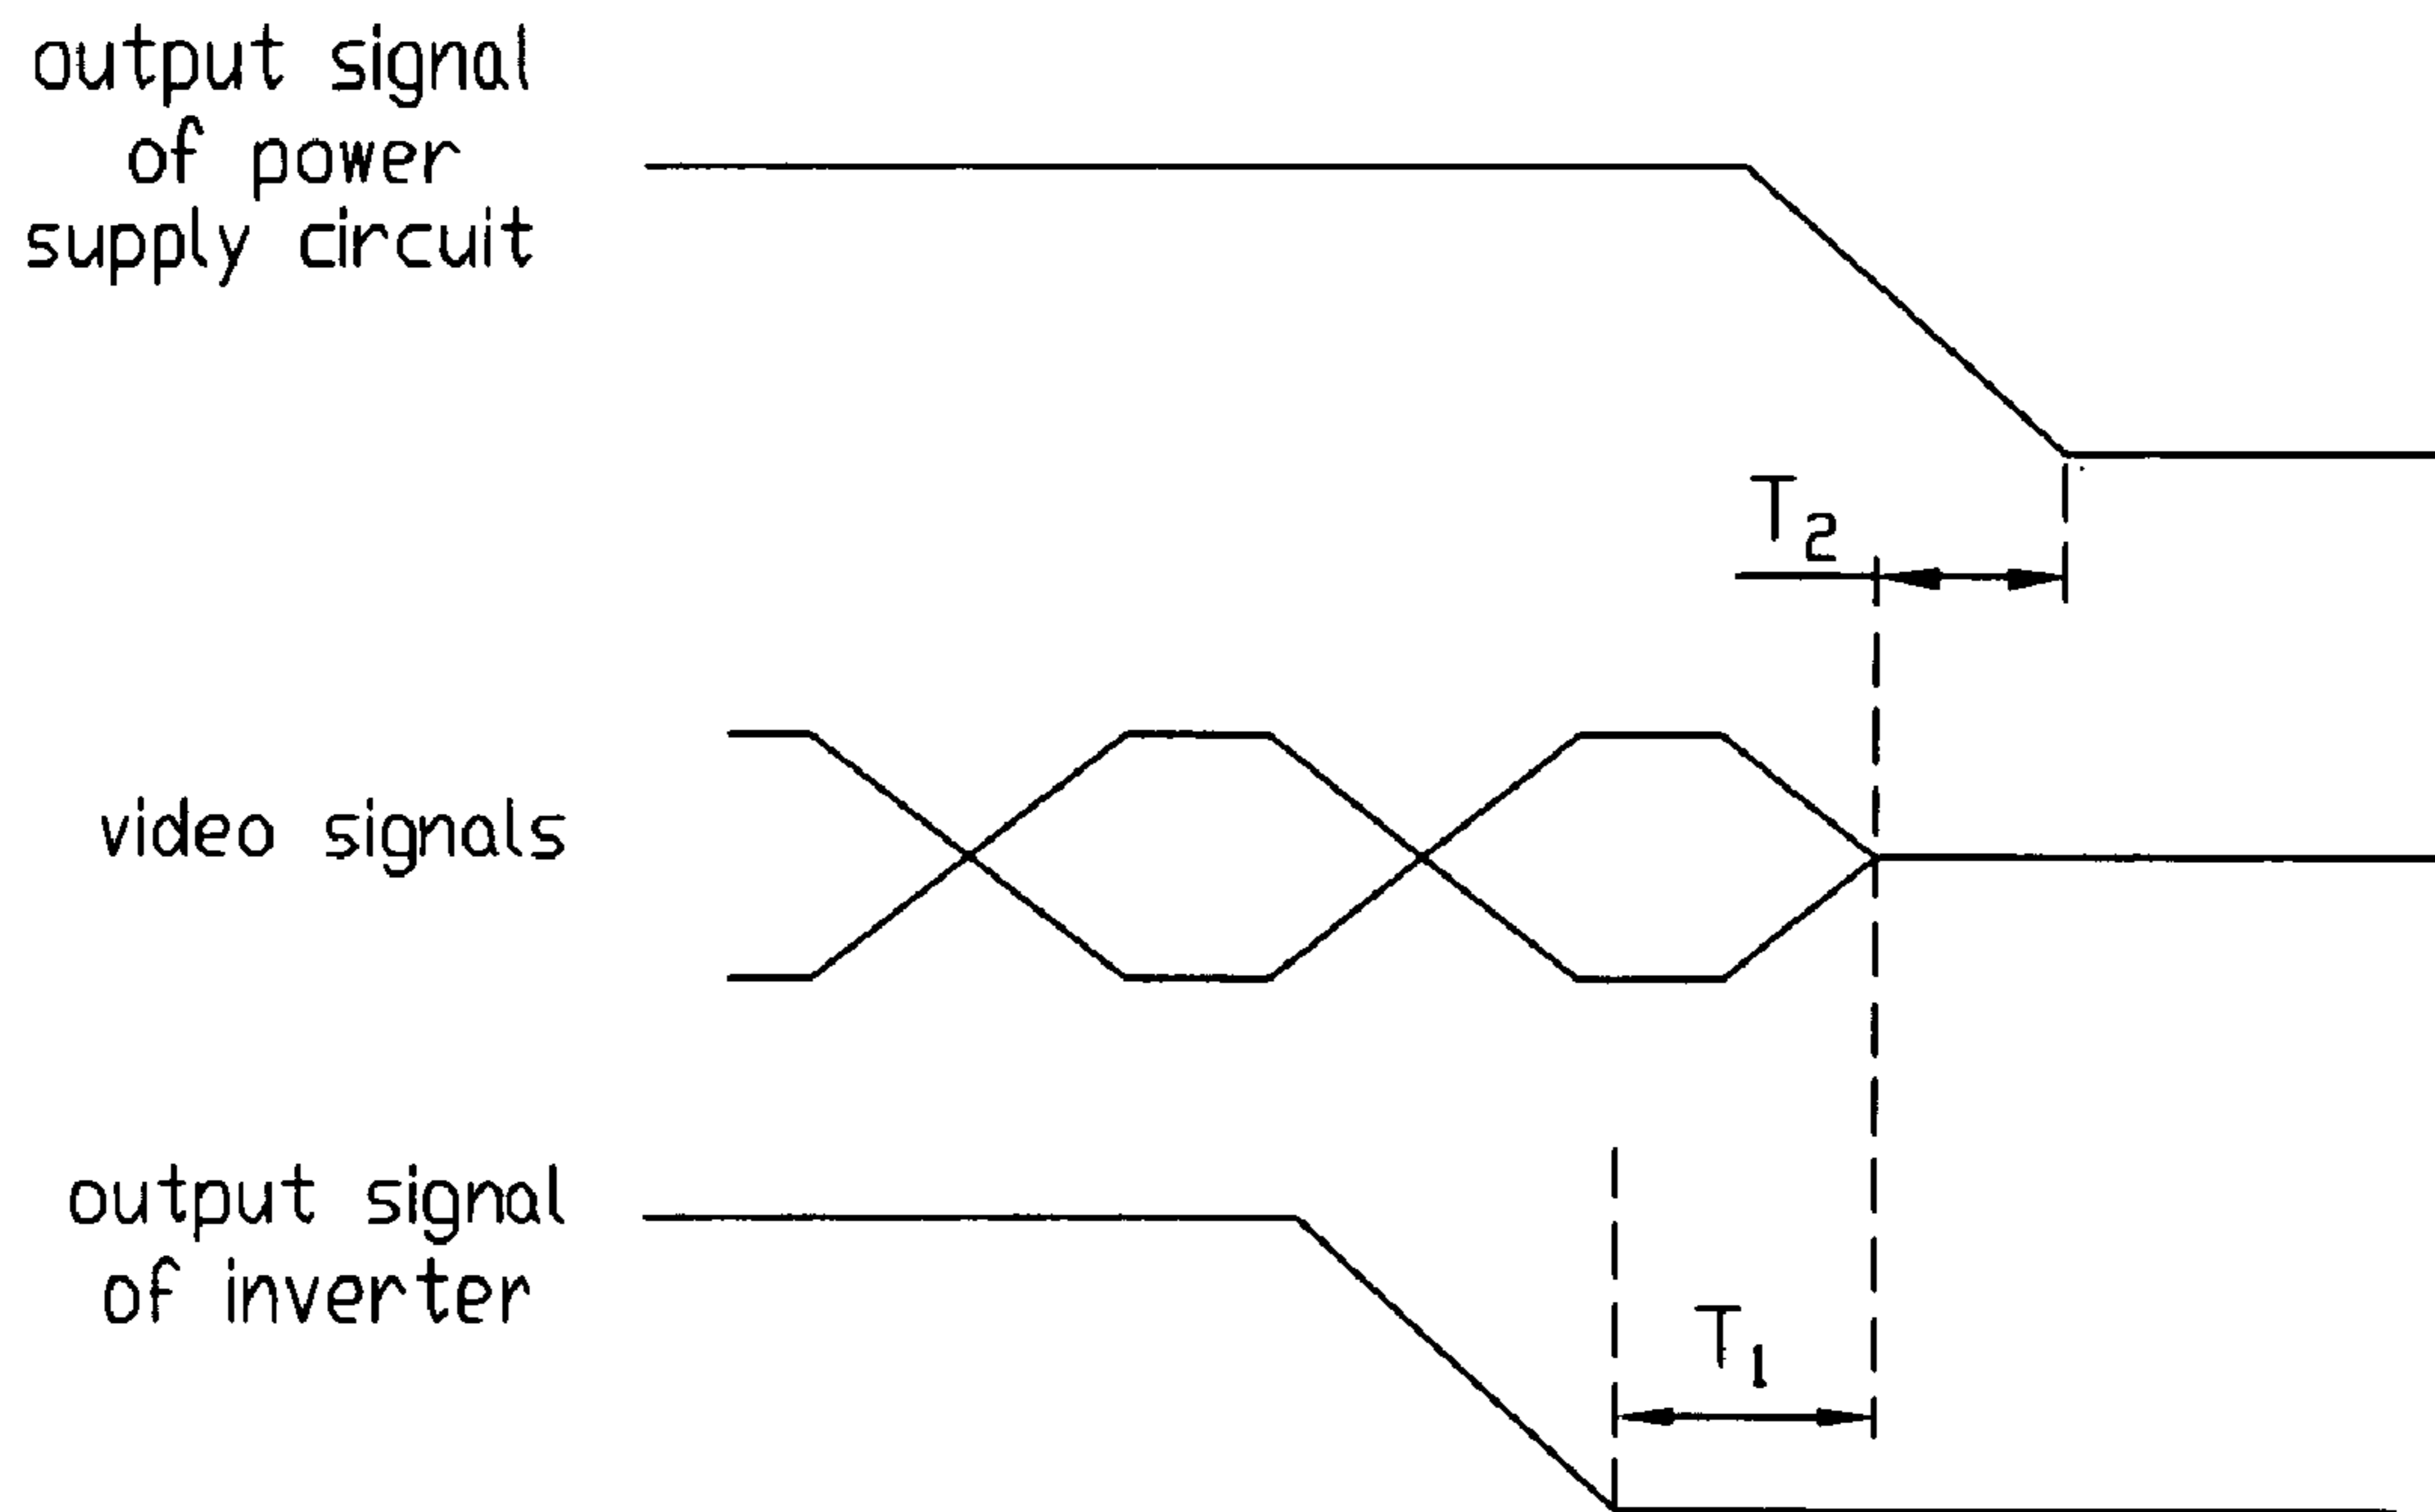 output signal
of power
supply circuit
T2
video signals
output signal
of inverter
T1